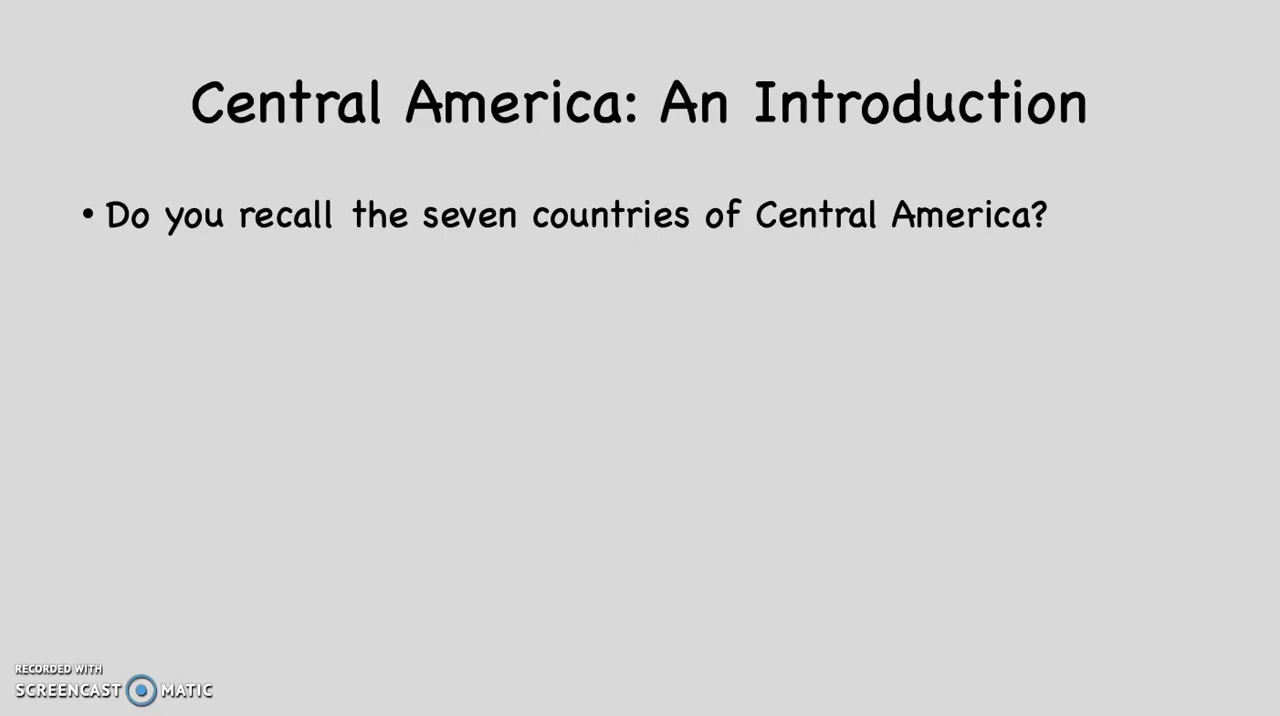 Central America: An Introduction
• Do you recall the seven countries of Central America?
RECORDED WITH
SCREENCAST MATIC